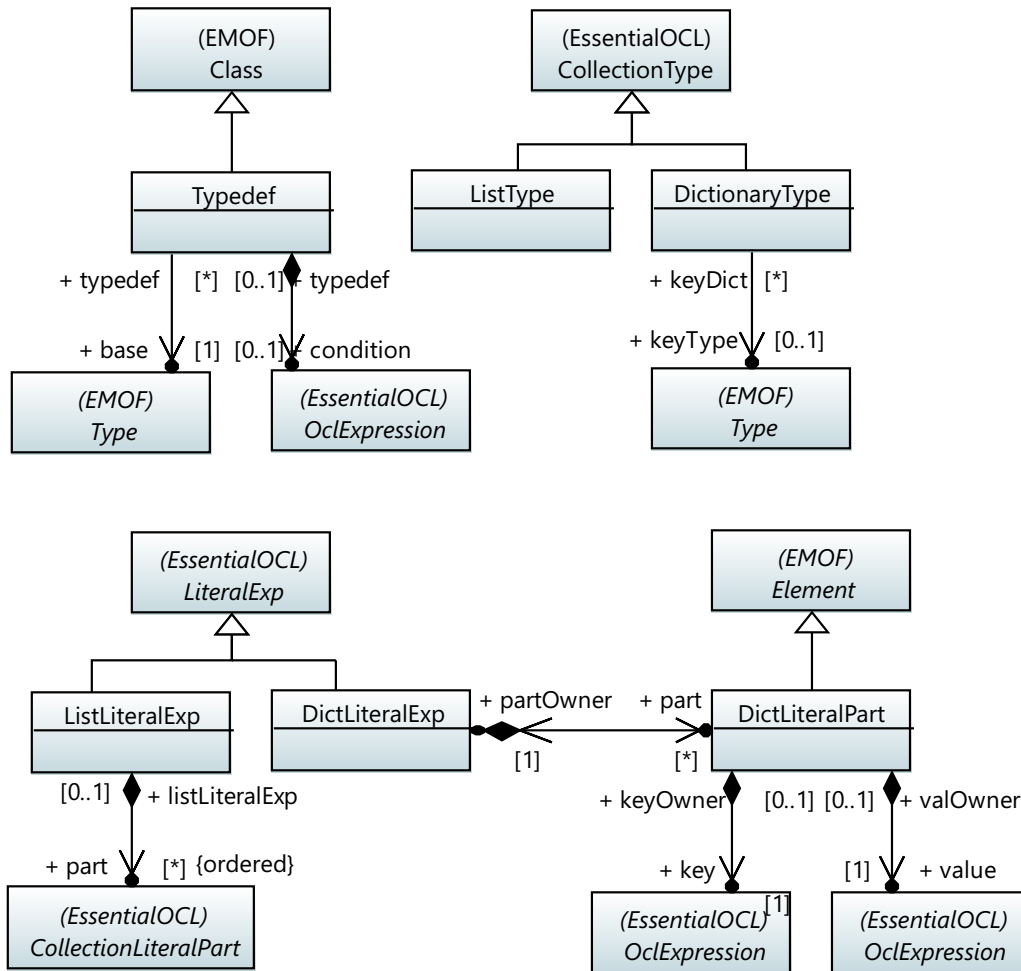 (EMOF)
Class
(EssentialOCL)
CollectionType
Typedef
ListType
DictionaryType
+ typedef
[*]
[0..1]
+ typedef
+ keyDict
[*]
+ base
[1]
[0..1]
+ condition
+ keyType
[0..1]
(EMOF)
Type
(EssentialOCL)
OclExpression
(EMOF)
Type
(EssentialOCL)
LiteralExp
(EMOF)
Element
ListLiteralExp
DictLiteralExp
+ partOwner
+ part
DictLiteralPart
[1]
[*]
[0..1]
+ listLiteralExp
+ keyOwner
[0..1]
[0..1]
+ valOwner
+ part
[*]
{ordered}
+ key
[1]
[1]
+ value
(EssentialOCL)
CollectionLiteralPart
(EssentialOCL)
OclExpression
(EssentialOCL)
OclExpression